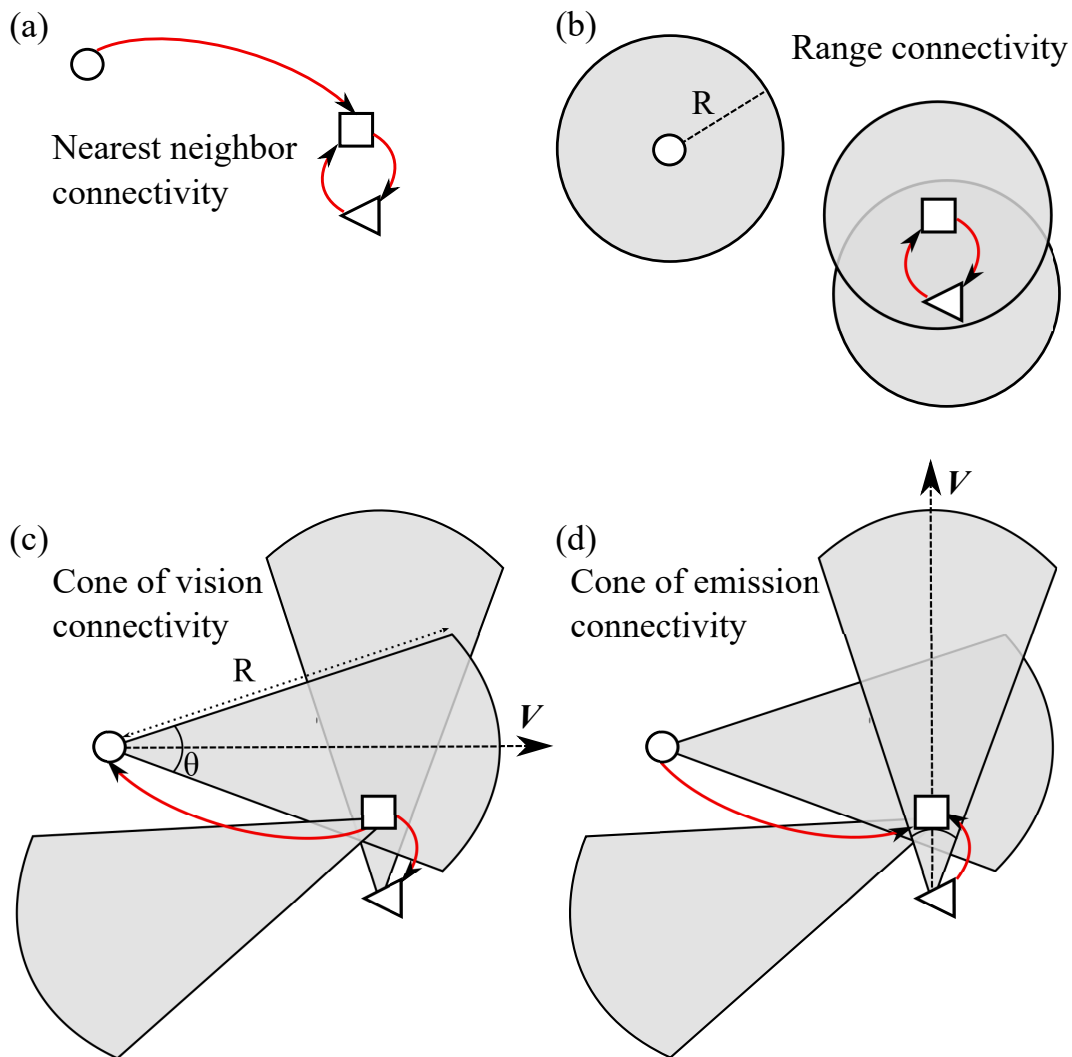 (a)
Nearest neighbor
connectivity
(b)
Range connectivity
R
(c)
Cone of vision
connectivity
R
θ
V
(d)
Cone of emission
connectivity
V